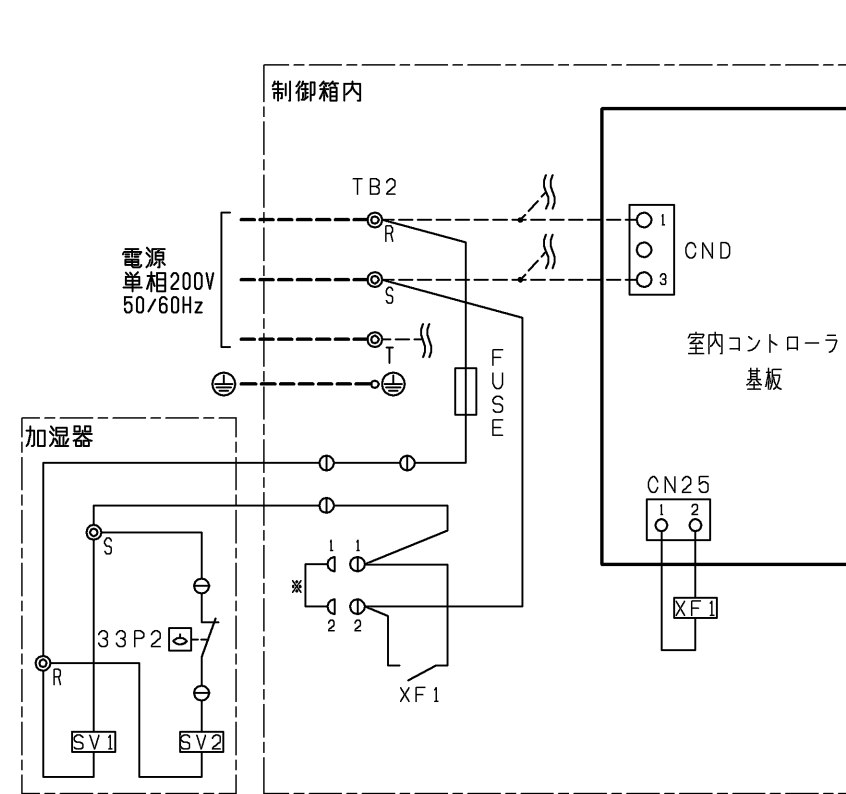 制御箱内
TB2
R
1
CND
3
電源
単相200V
50/60Hz
S
T
室内コントローラ
基板
FUSE
加湿器
CN25
1 2
S
1 1
※
2 2
XF1
33P2
R
XF1
SV1
SV2